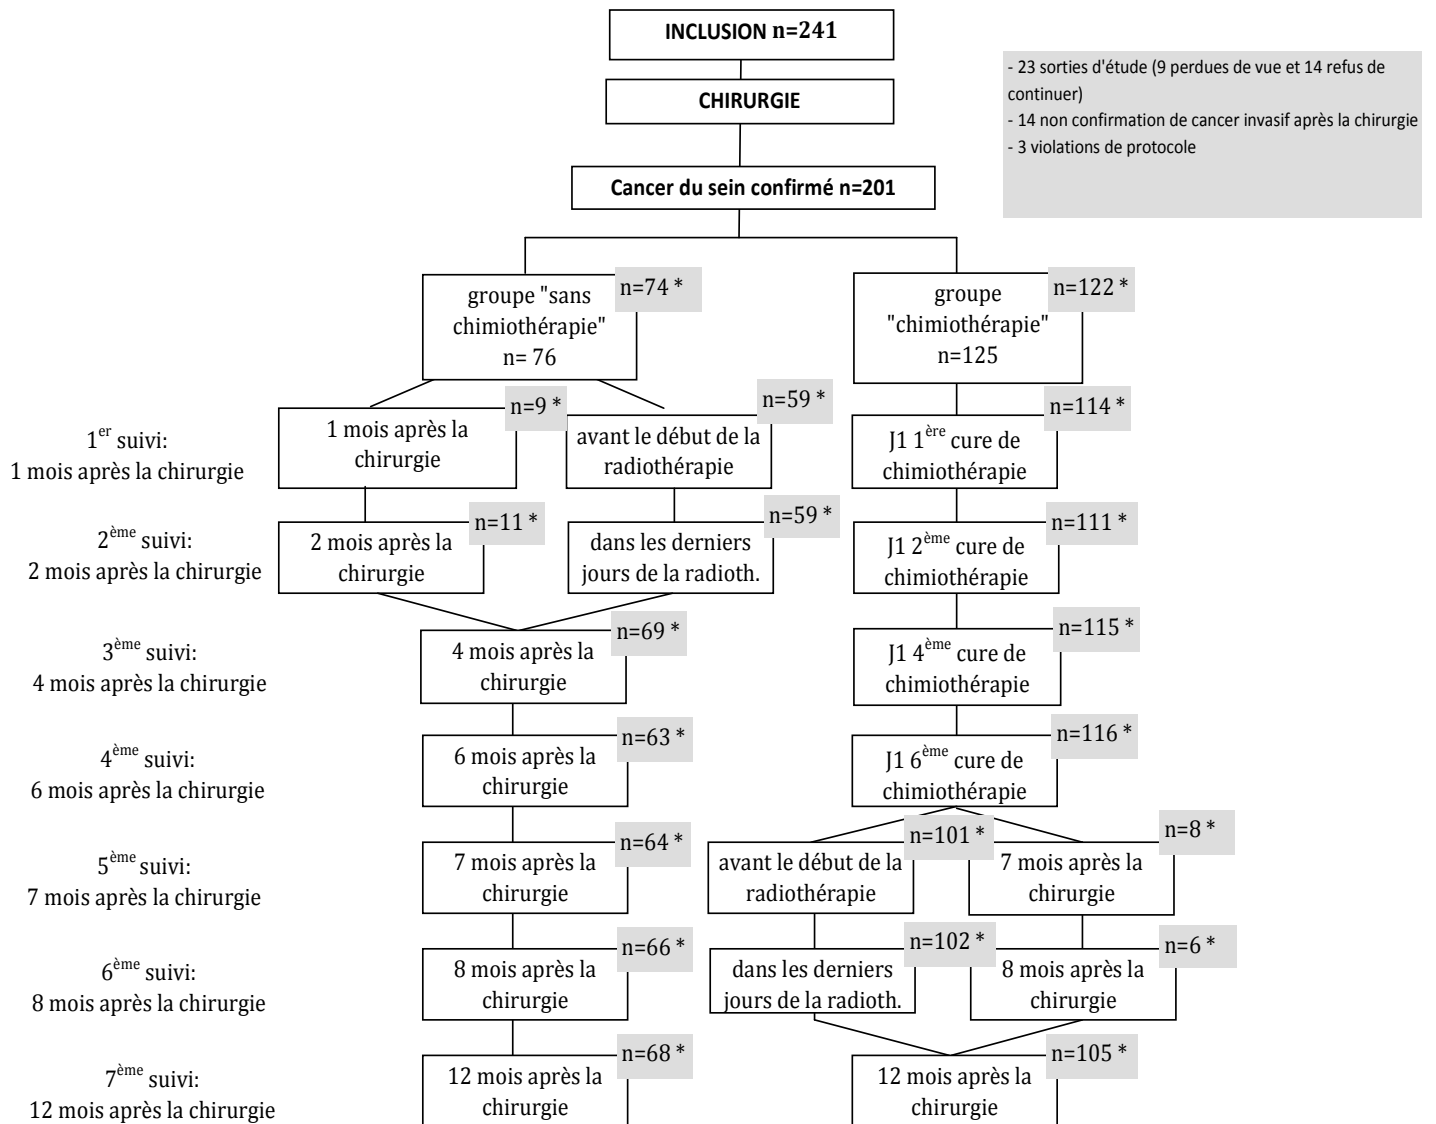 INCLUSION n=241
- 23 sorties d'étude (9 perdues de vue et 14 refus de
continuer)
- 14 non confirmation de cancer invasif après la chirurgie
- 3 violations de protocole
CHIRURGIE
Cancer du sein confirmé n=201
groupe "sans
chimiothérapie"
n= 76
n=74 *
groupe
"chimiothérapie"
n=125
n=122 *
1er suivi:
1 mois après la chirurgie
1 mois après la
chirurgie
n=9 *
avant le début de la
radiothérapie
n=59 *
J1 1ère cure de
chimiothérapie
n=114 *
2ème suivi:
2 mois après la chirurgie
2 mois après la
chirurgie
n=11 *
dans les derniers
jours de la radioth.
n=59 *
J1 2ème cure de
chimiothérapie
n=111 *
3ème suivi:
4 mois après la chirurgie
4 mois après la
chirurgie
n=69 *
J1 4ème cure de
chimiothérapie
n=115 *
4ème suivi:
6 mois après la chirurgie
6 mois après la
chirurgie
n=63 *
J1 6ème cure de
chimiothérapie
n=116 *
5ème suivi:
7 mois après la chirurgie
7 mois après la
chirurgie
n=64 *
avant le début de la
radiothérapie
n=101 *
7 mois après la
chirurgie
n=8 *
6ème suivi:
8 mois après la chirurgie
8 mois après la
chirurgie
n=66 *
dans les derniers
jours de la radioth.
n=102 *
8 mois après la
chirurgie
n=6 *
7ème suivi:
12 mois après la chirurgie
12 mois après la
chirurgie
n=68 *
12 mois après la
chirurgie
n=105 *